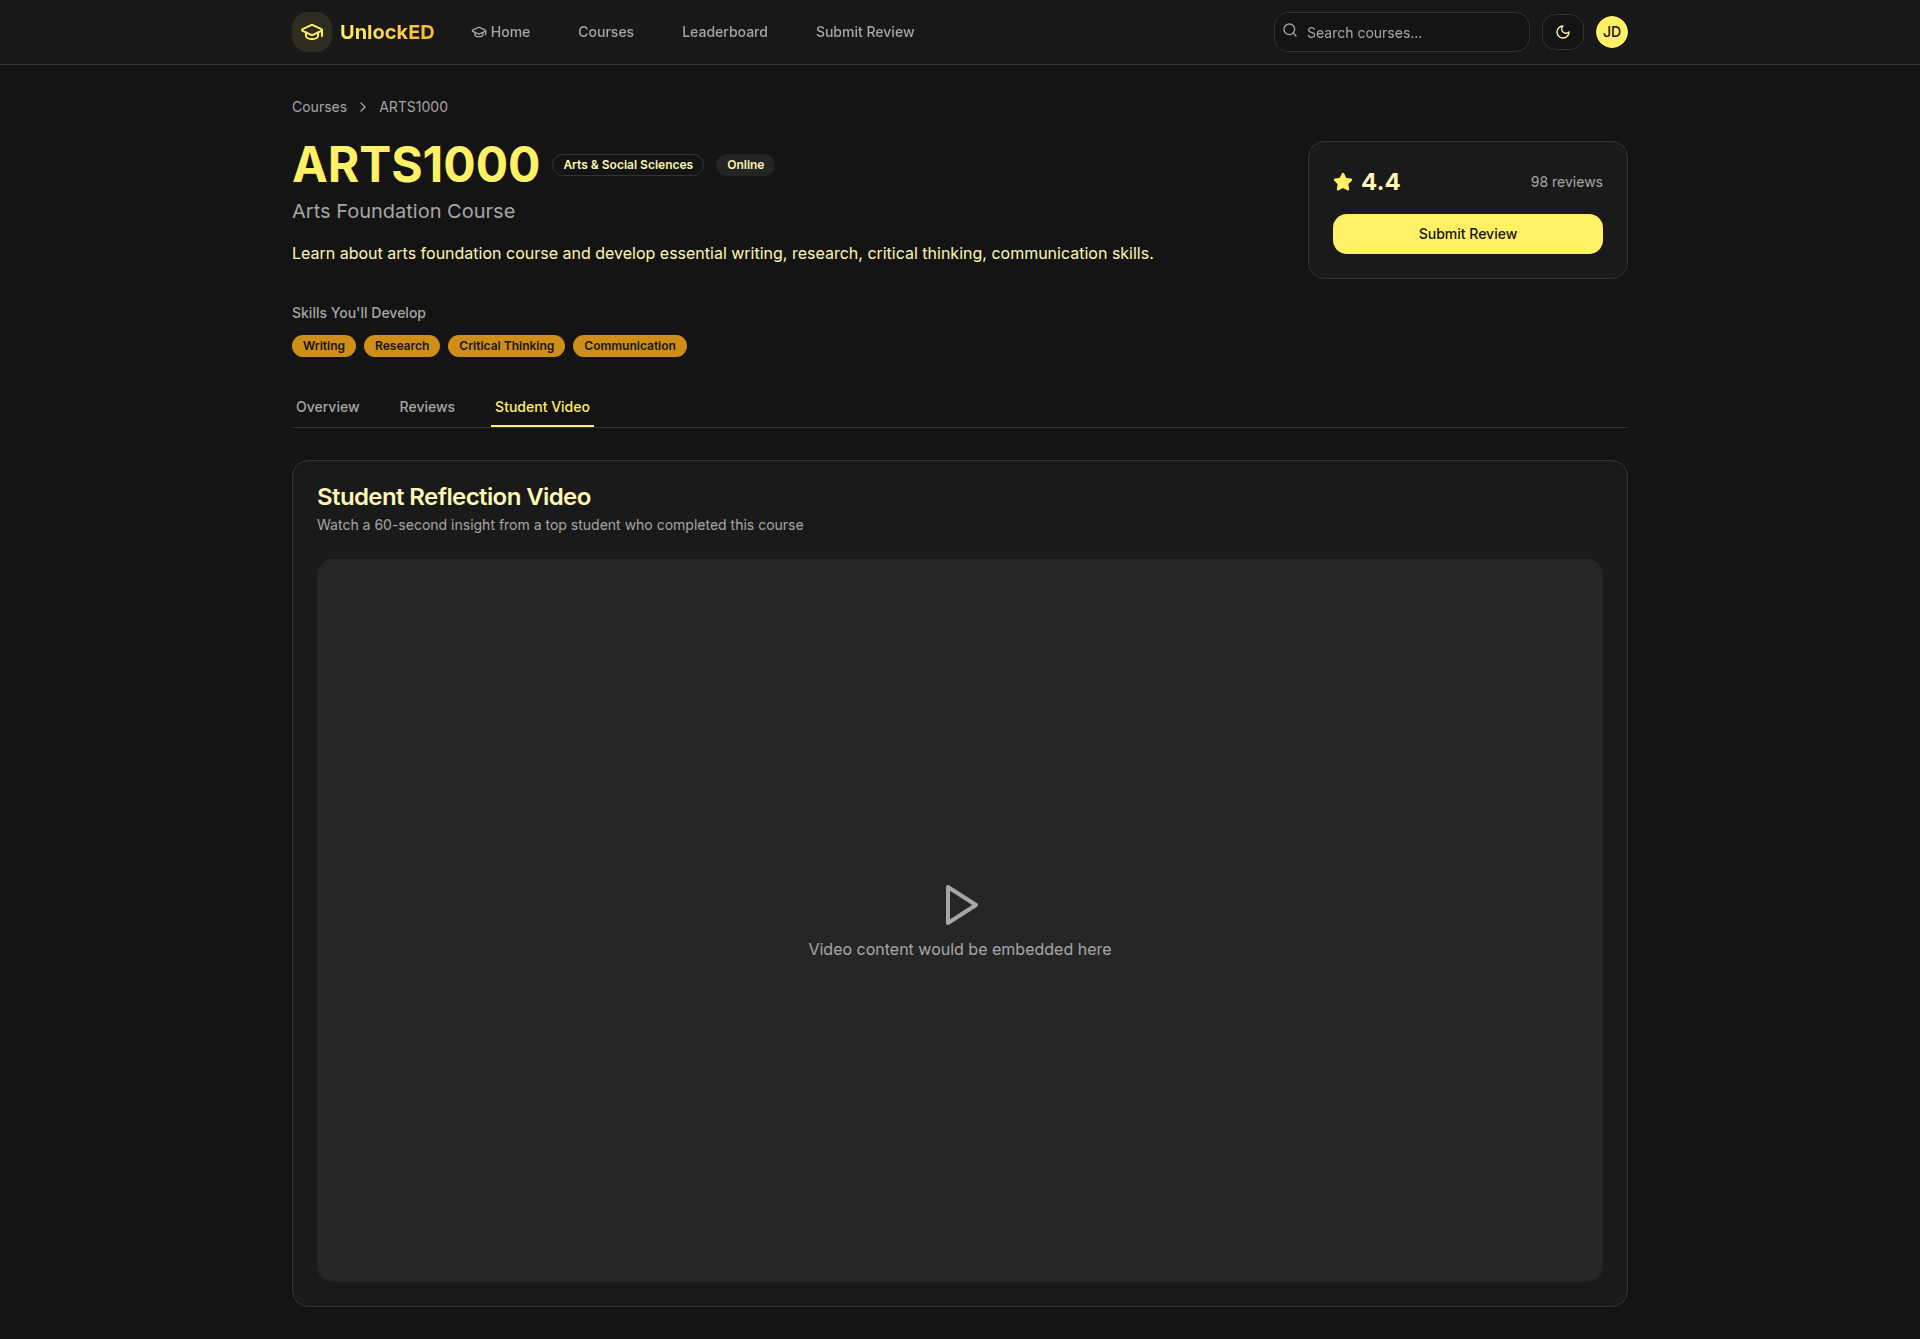 UnlockED Home Courses Leaderboard Submit Review Search courses... JD
Courses ARTS1000
ARTS1000 Arts & Social Sciences Online
Arts Foundation Course
Learn about arts foundation course and develop essential writing, research, critical thinking, communication skills.
4.4 98 reviews
Submit Review
Skills You'll Develop
Writing Research Critical Thinking Communication
Overview Reviews Student Video
Student Reflection Video
Watch a 60-second insight from a top student who completed this course
Video content would be embedded here